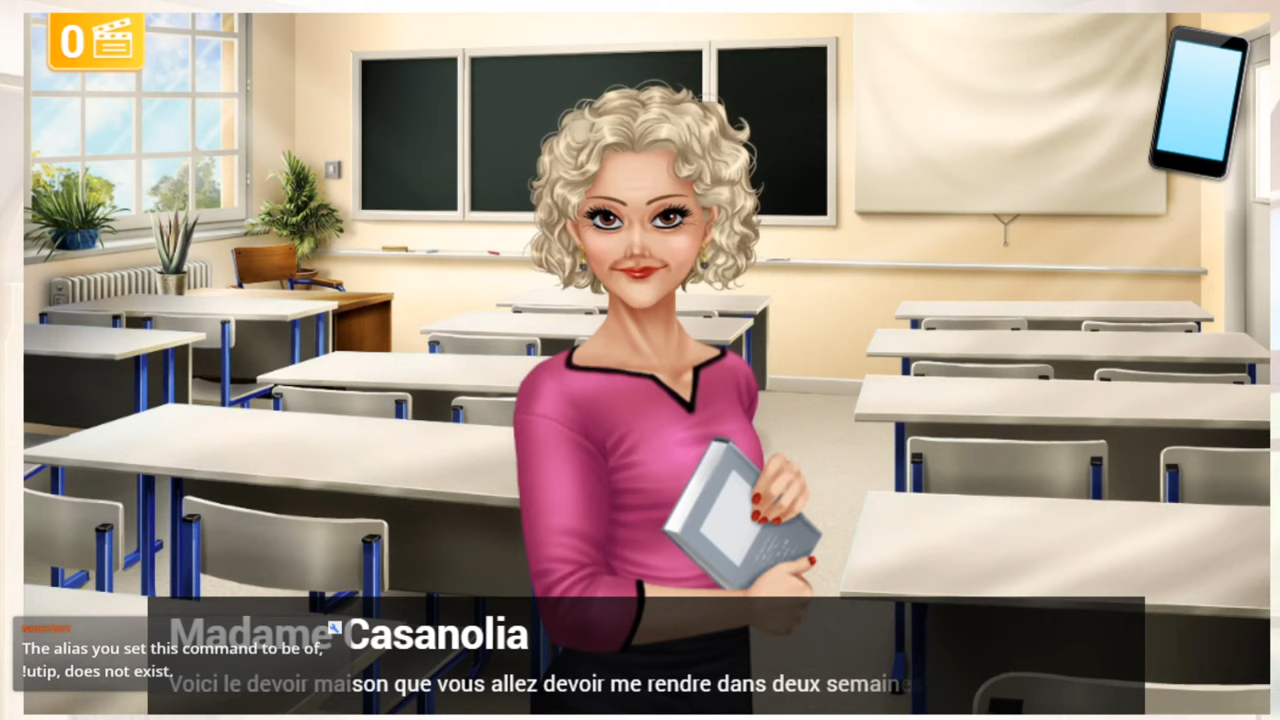 0
Madame Casanolia
The alias you set this command to be of,
!utip, does not exist.
Voici le devoir maison que vous allez devoir me rendre dans deux semaines